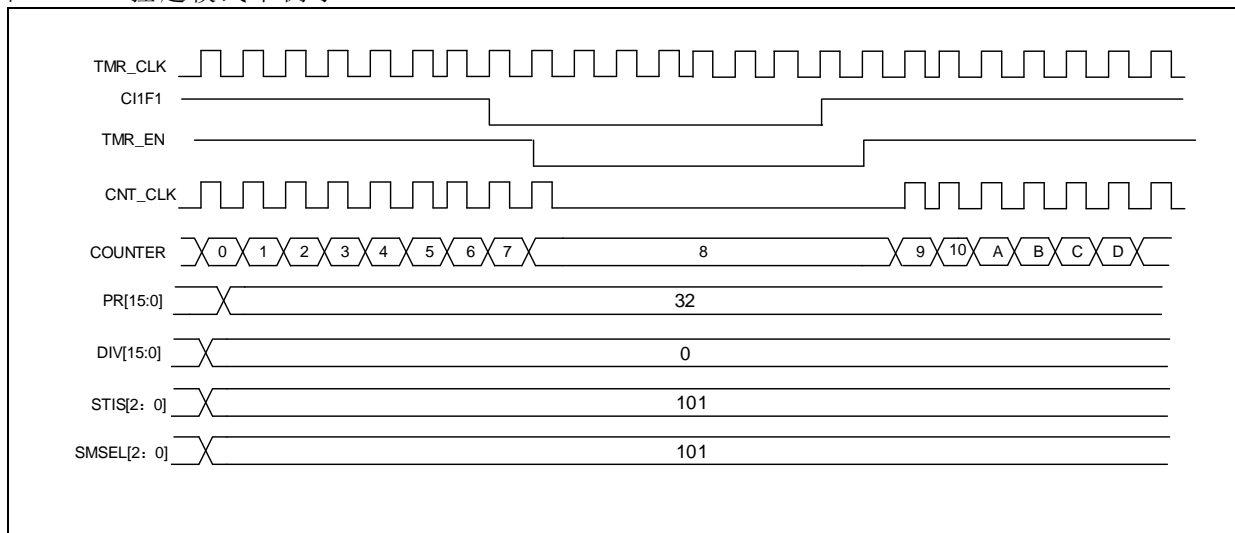 TMR_CLK
CI1F1
TMR_EN
CNT_CLK
COUNTER 0 1 2 3 4 5 6 7 8 9 10 A B C D
PR[15:0] 32
DIV[15:0] 0
STIS[2：0] 101
SMSEL[2：0] 101